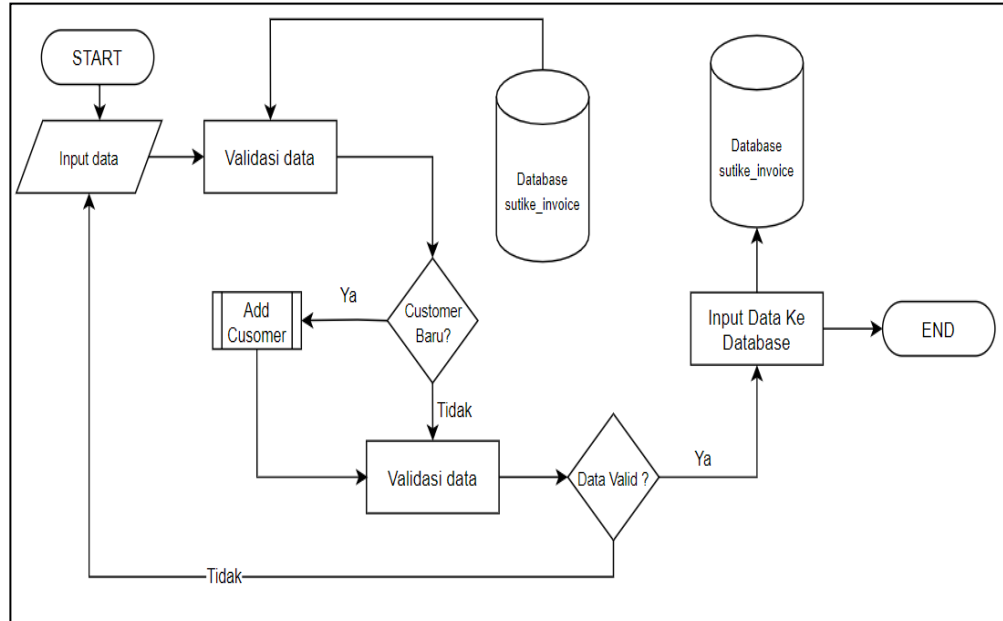 START
Input data
Validasi data
Database
sutike_invoice
Database
sutike_invoice
Ya
Add
Cusomer
Customer
Baru?
Input Data Ke
Database
END
Tidak
Validasi data
Data Valid ?
Ya
Tidak